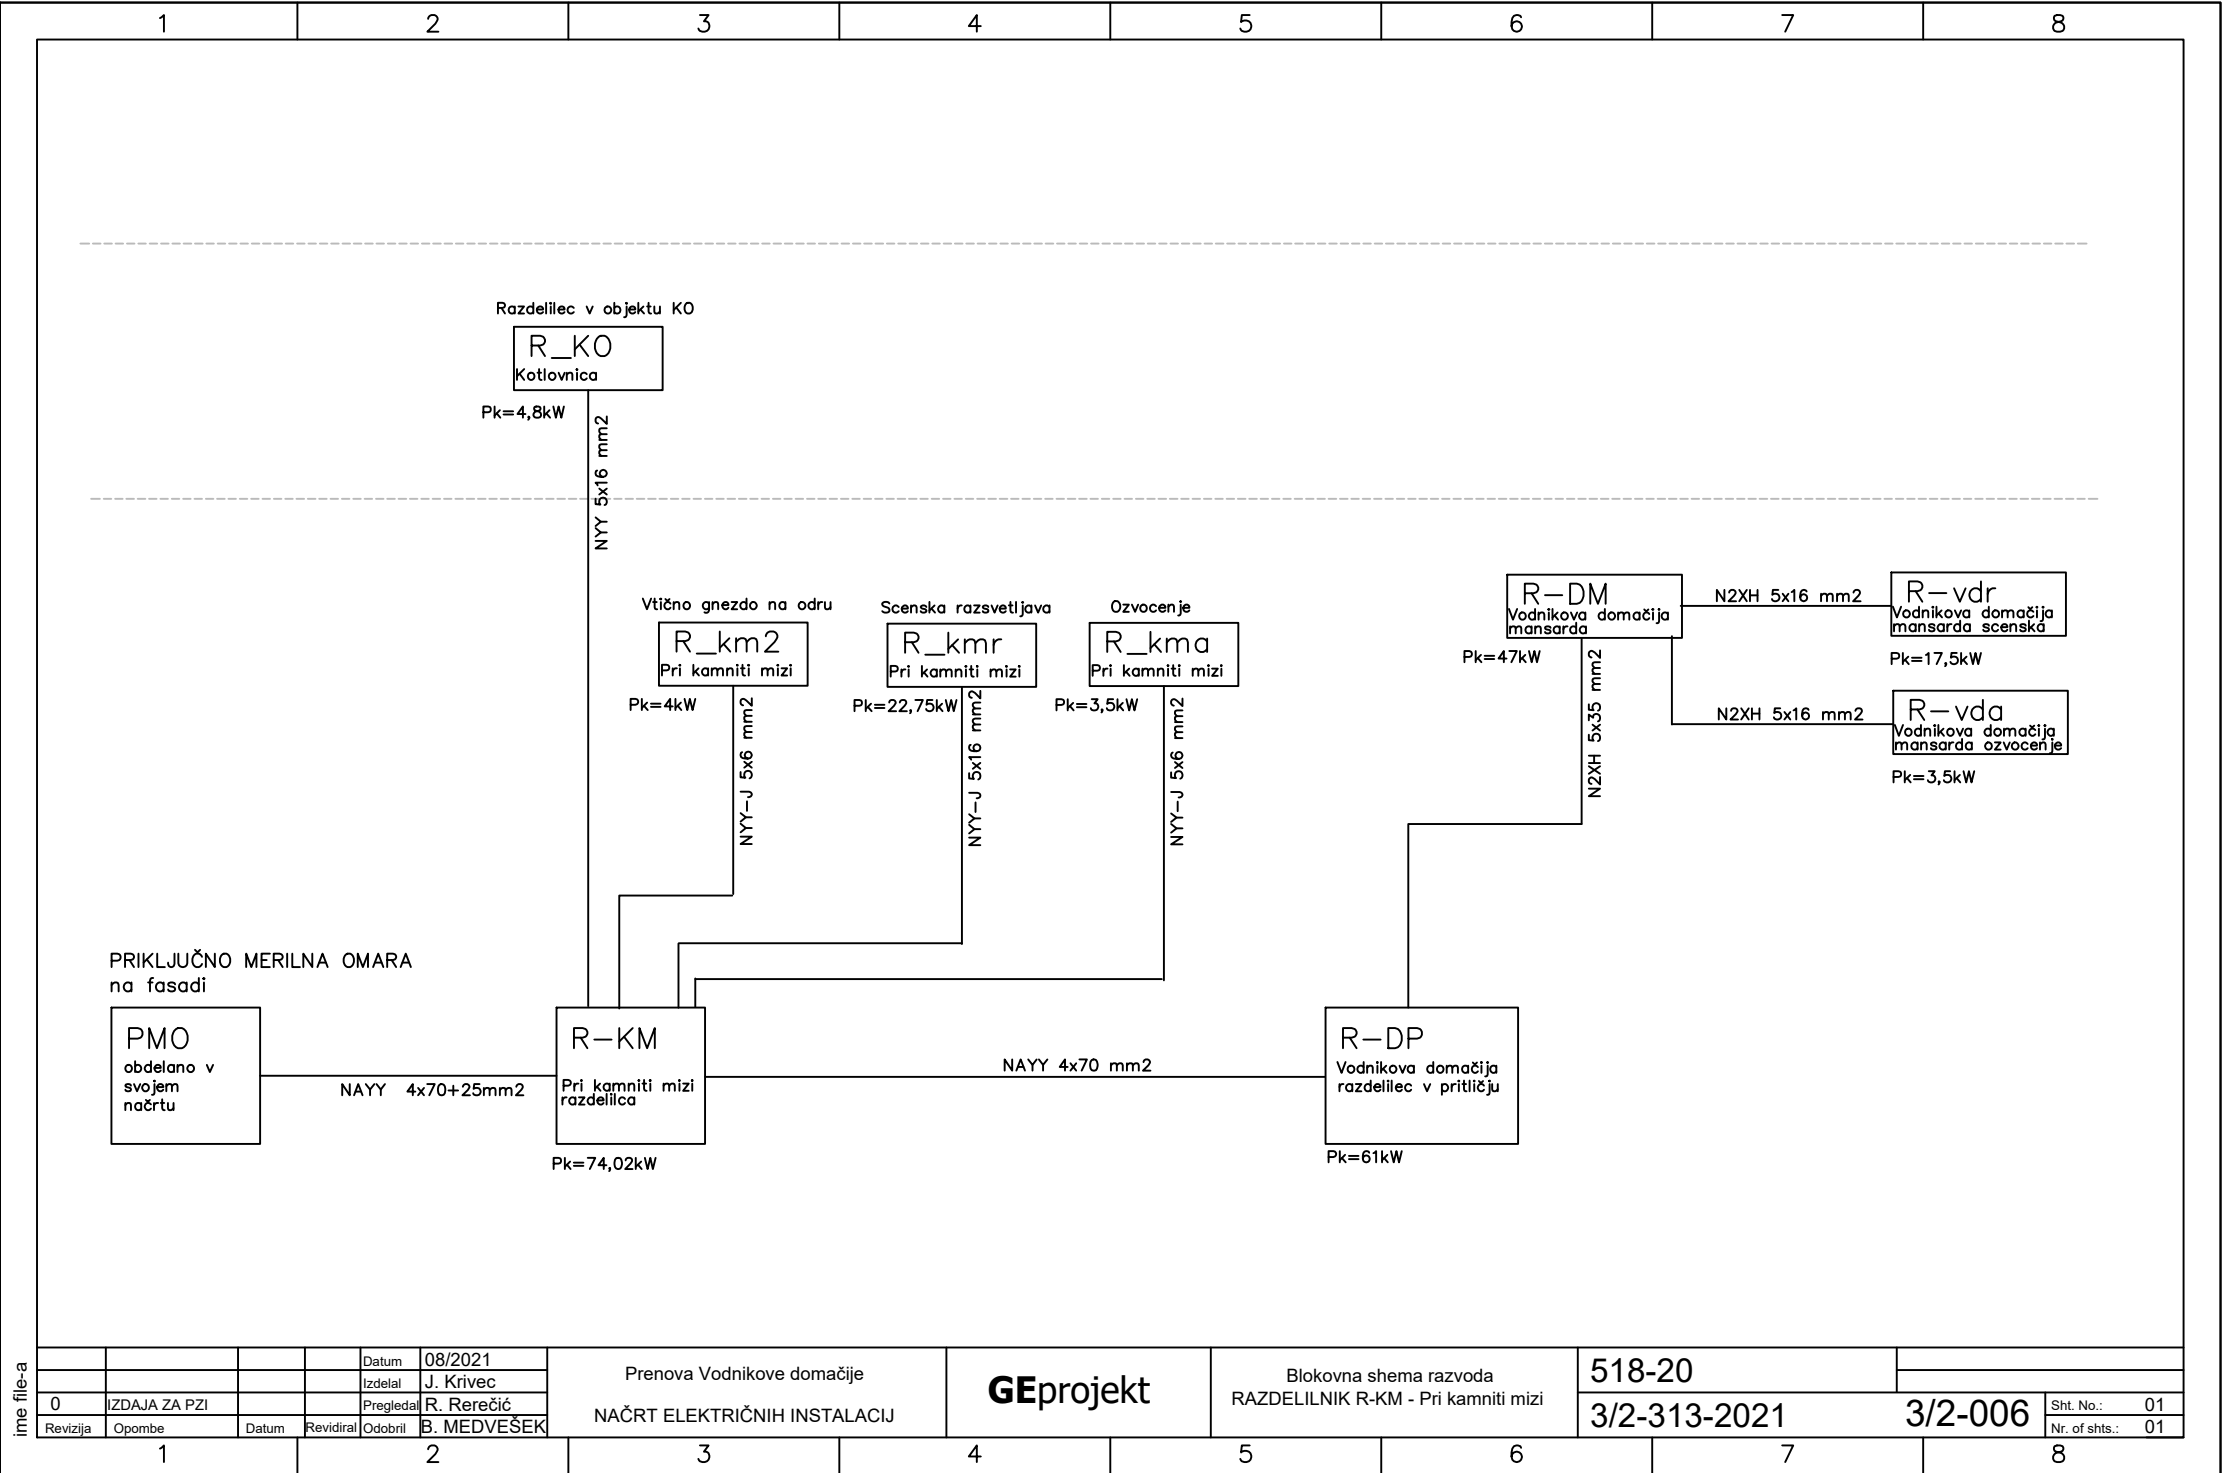 1 2 3 4 5 6 7 8
Razdelilec v objektu KO
R_KO
Kotlovnica
Pk=4,8kW
NYY 5x16 mm2
Vtično gnezdo na odru
R_km2
Pri kamniti mizi
Pk=4kW
NYY-J 5x6 mm2
Scenska razsvetljava
R_kmr
Pri kamniti mizi
Pk=22,75kW
NYY-J 5x16 mm2
Ozvocenje
R_kma
Pri kamniti mizi
Pk=3,5kW
NYY-J 5x6 mm2
R-DM
Vodnikova domačija
mansarda
Pk=47kW
N2XH 5x35 mm2
N2XH 5x16 mm2
R-vdr
Vodnikova domačija
mansarda scenska
Pk=17,5kW
N2XH 5x16 mm2
R-vda
Vodnikova domačija
mansarda ozvocenje
Pk=3,5kW
PRIKLJUČNO MERILNA OMARA
na fasadi
PMO
obdelano v
svojem
načrtu
NAYY 4x70+25mm2
R-KM
Pri kamniti mizi
razdelilca
Pk=74,02kW
NAYY 4x70 mm2
R-DP
Vodnikova domačija
razdelilec v pritličju
Pk=61kW
ime file-a
Datum 08/2021
Izdelal J. Krivec
0 IZDAJA ZA PZI Pregledal R. Rerečić
Revizija Opombe Datum Revidiral Odobril B. MEDVEŠEK
Prenova Vodnikove domačije
NAČRT ELEKTRIČNIH INSTALACIJ
GEprojekt
Blokovna shema razvoda
RAZDELILNIK R-KM - Pri kamniti mizi
518-20
3/2-313-2021
3/2-006
Sht. No.: 01
Nr. of shts.: 01
1 2 3 4 5 6 7 8